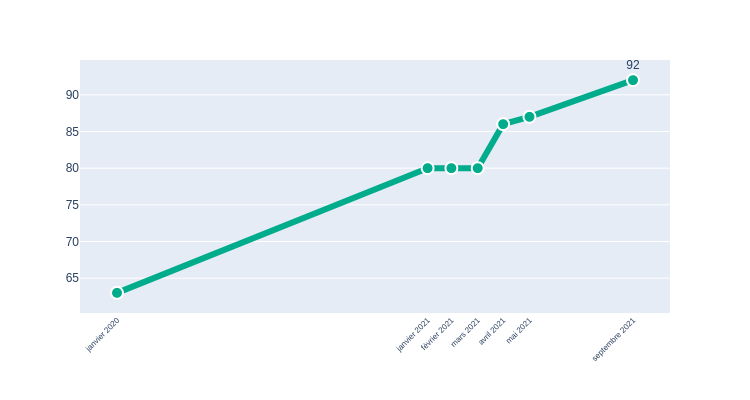 92
90
85
80
75
70
65
janvier 2020
janvier 2021
février 2021
mars 2021
avril 2021
mai 2021
septembre 2021